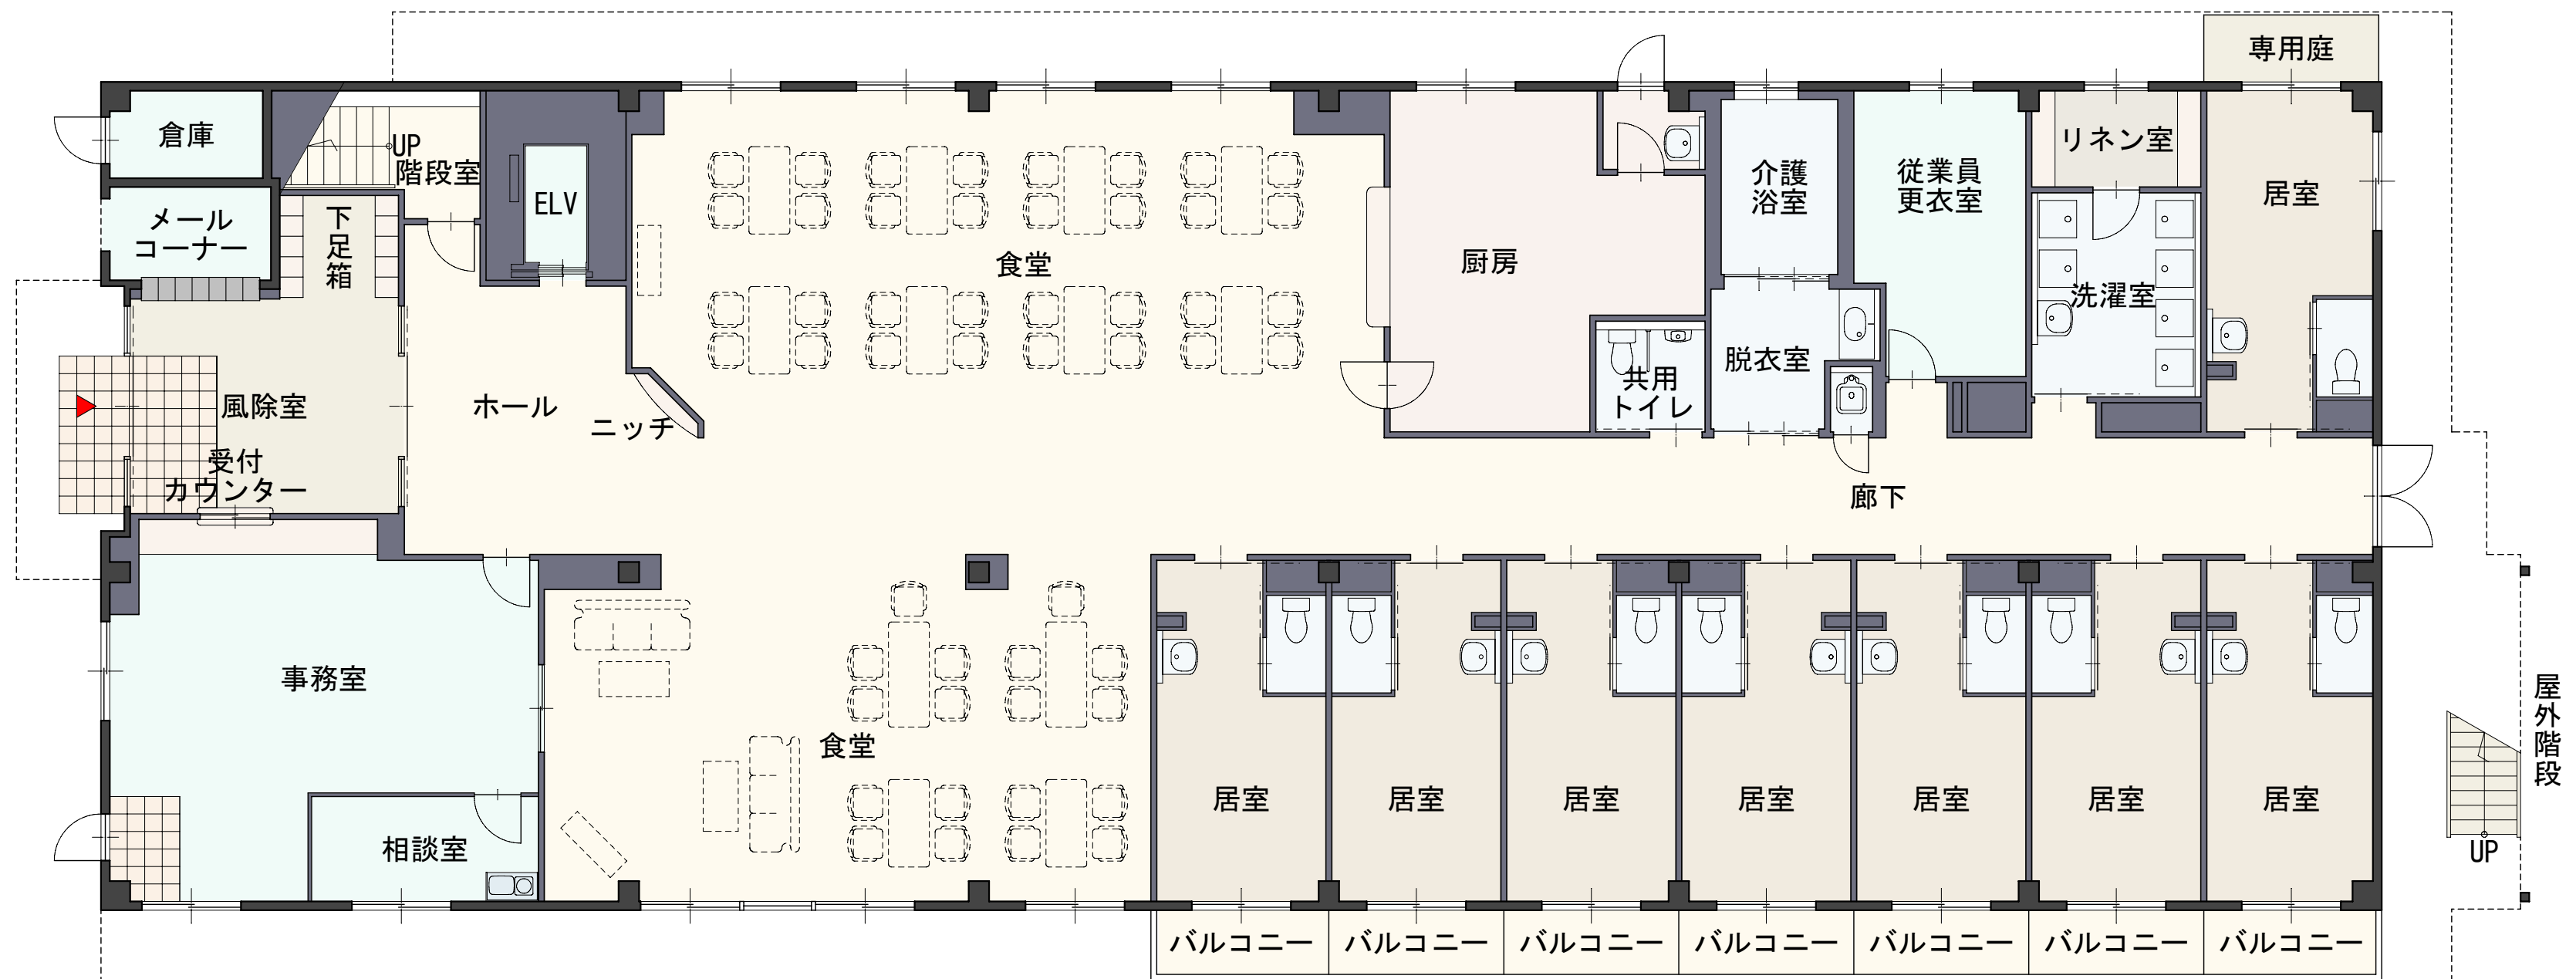 専用庭
倉庫
UP
階段室
ELV
メール
コーナー
下足箱
食堂
厨房
介護
浴室
従業員
更衣室
リネン室
居室
洗濯室
脱衣室
共用
トイレ
風除室
ホール
ニッチ
受付
カウンター
廊下
事務室
食堂
相談室
居室
居室
居室
居室
居室
居室
居室
屋外階段
UP
バルコニー
バルコニー
バルコニー
バルコニー
バルコニー
バルコニー
バルコニー